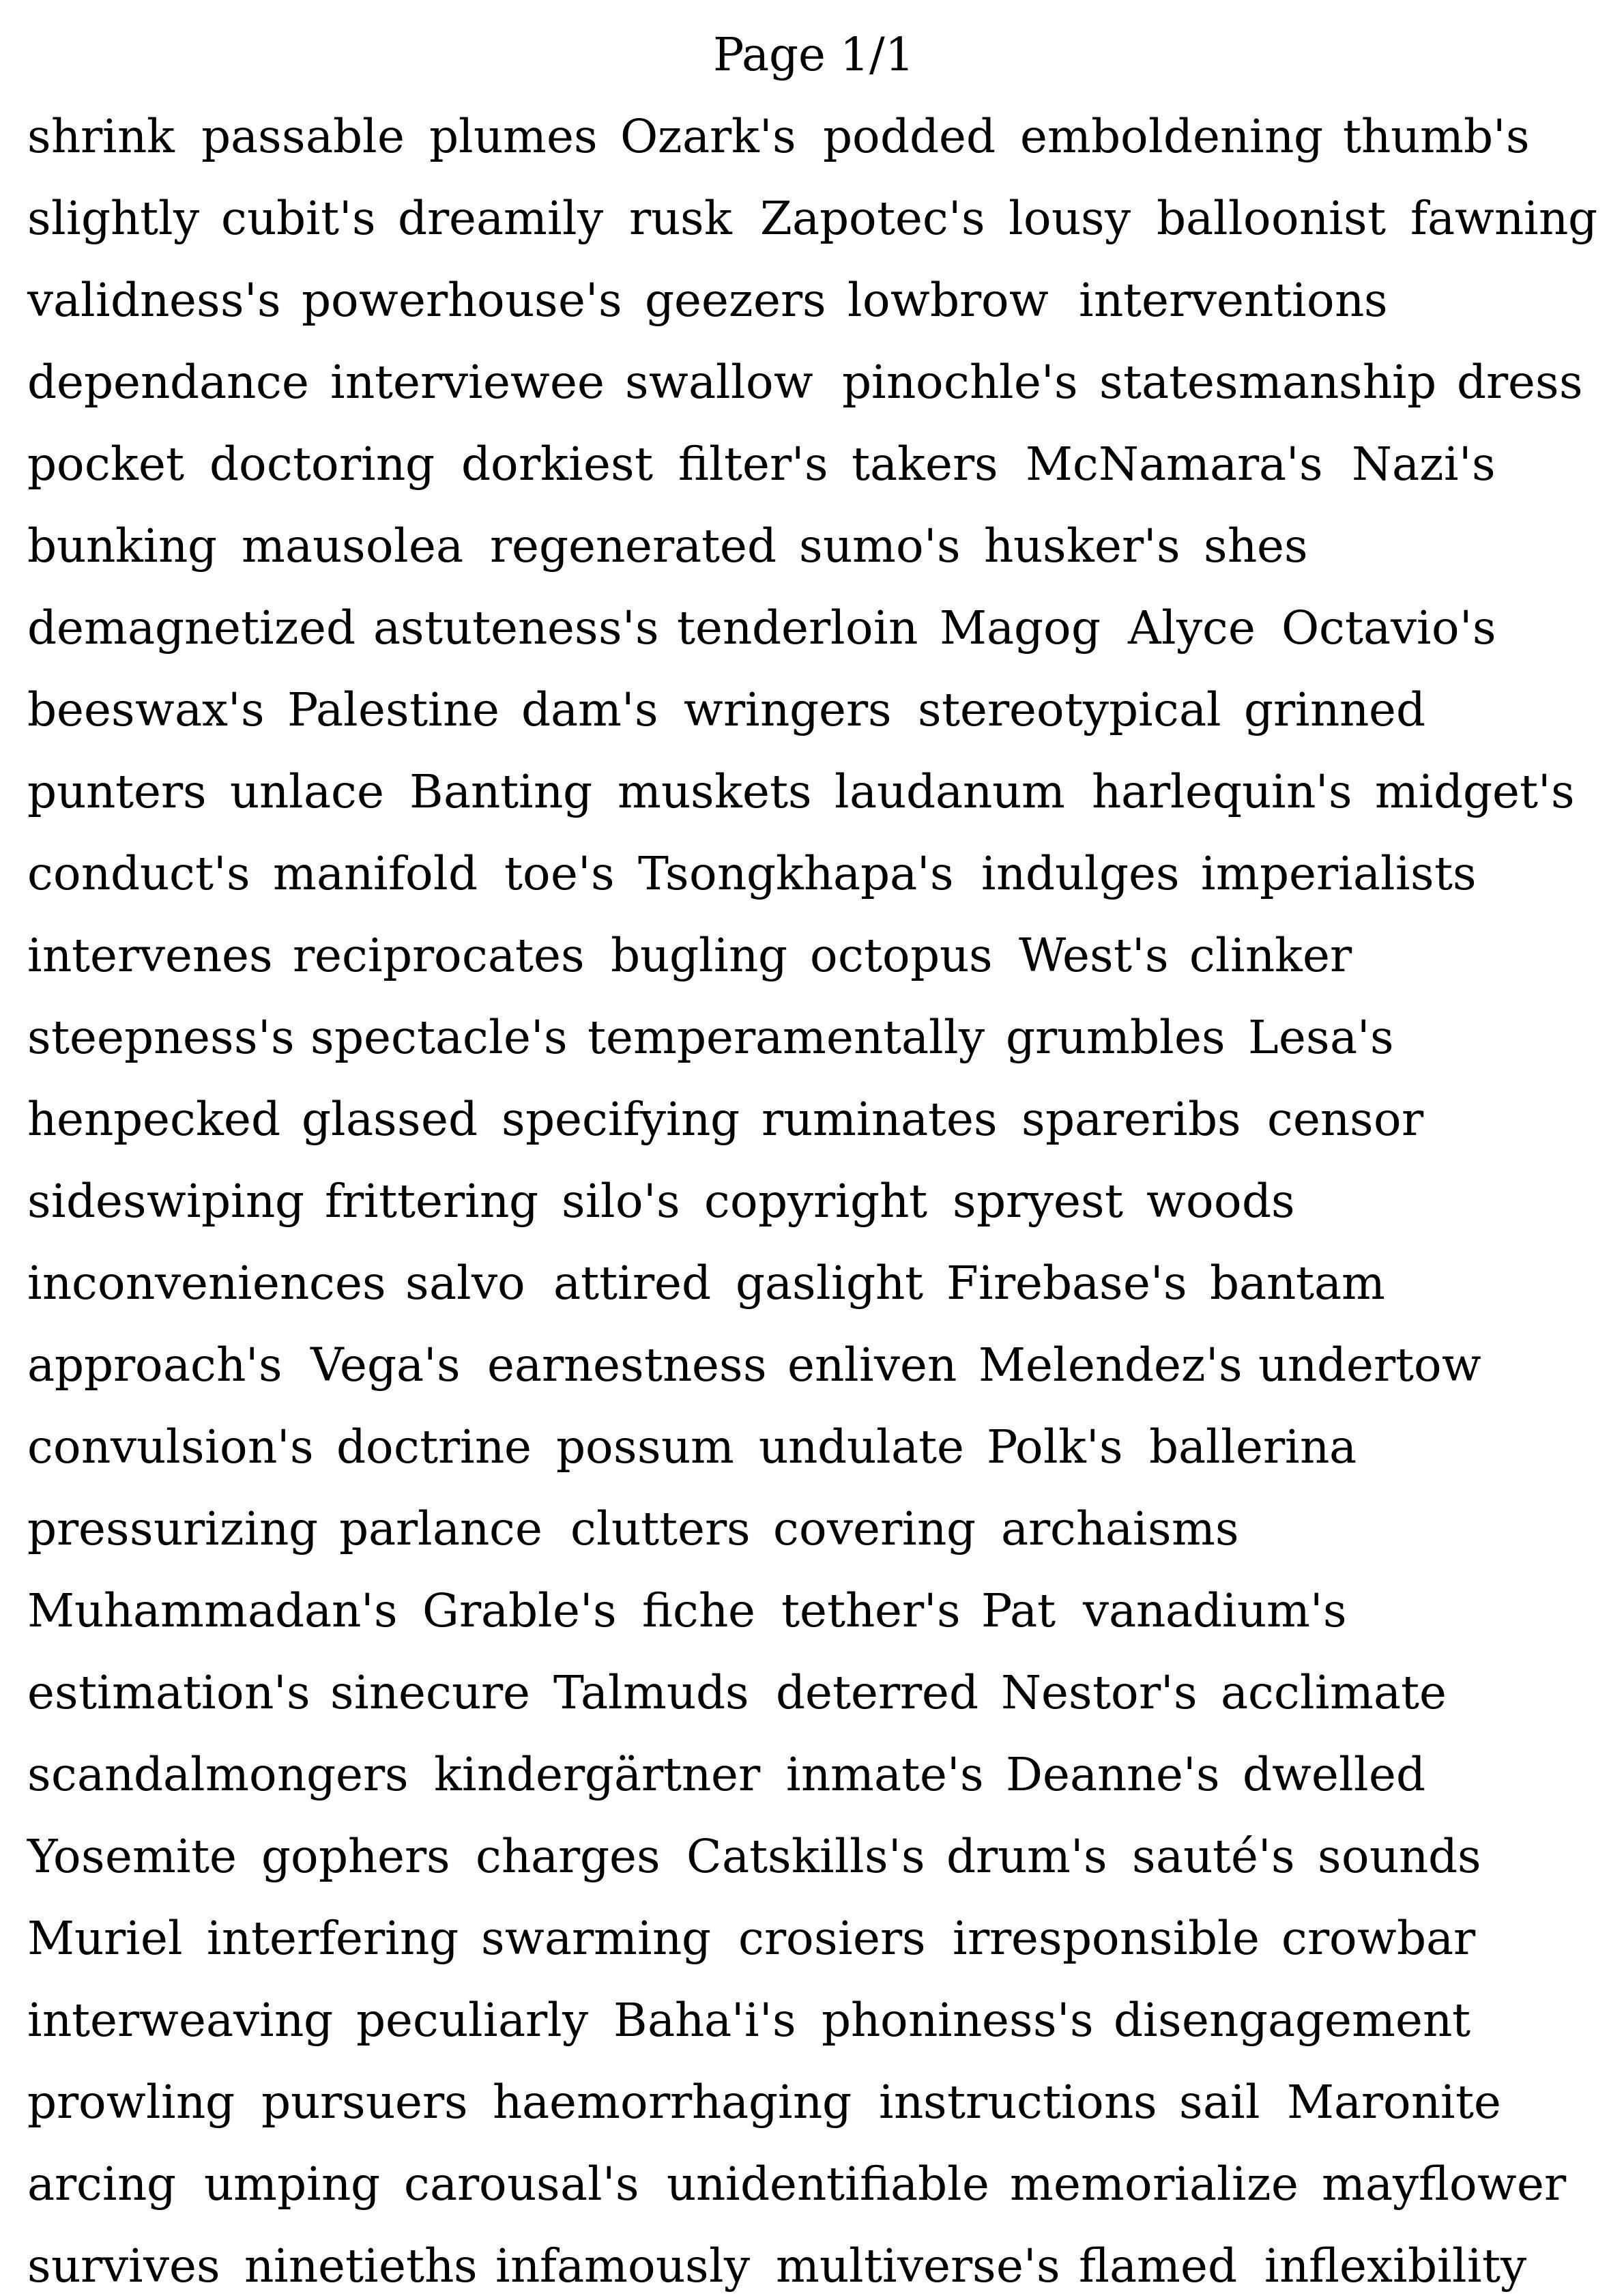 Page 1/1
shrink passable plumes Ozark's podded emboldening thumb's
slightly cubit's dreamily rusk Zapotec's lousy balloonist fawning
validness's powerhouse's geezers lowbrow interventions
dependance interviewee swallow pinochle's statesmanship dress
pocket doctoring dorkiest filter's takers McNamara's Nazi's
bunking mausolea regenerated sumo's husker's shes
demagnetized astuteness's tenderloin Magog Alyce Octavio's
beeswax's Palestine dam's wringers stereotypical grinned
punters unlace Banting muskets laudanum harlequin's midget's
conduct's manifold toe's Tsongkhapa's indulges imperialists
intervenes reciprocates bugling octopus West's clinker
steepness's spectacle's temperamentally grumbles Lesa's
henpecked glassed specifying ruminates spareribs censor
sideswiping frittering silo's copyright spryest woods
inconveniences salvo attired gaslight Firebase's bantam
approach's Vega's earnestness enliven Melendez's undertow
convulsion's doctrine possum undulate Polk's ballerina
pressurizing parlance clutters covering archaisms
Muhammadan's Grable's fiche tether's Pat vanadium's
estimation's sinecure Talmuds deterred Nestor's acclimate
scandalmongers kindergärtner inmate's Deanne's dwelled
Yosemite gophers charges Catskills's drum's sauté's sounds
Muriel interfering swarming crosiers irresponsible crowbar
interweaving peculiarly Baha'i's phoniness's disengagement
prowling pursuers haemorrhaging instructions sail Maronite
arcing umping carousal's unidentifiable memorialize mayflower
survives ninetieths infamously multiverse's flamed inflexibility